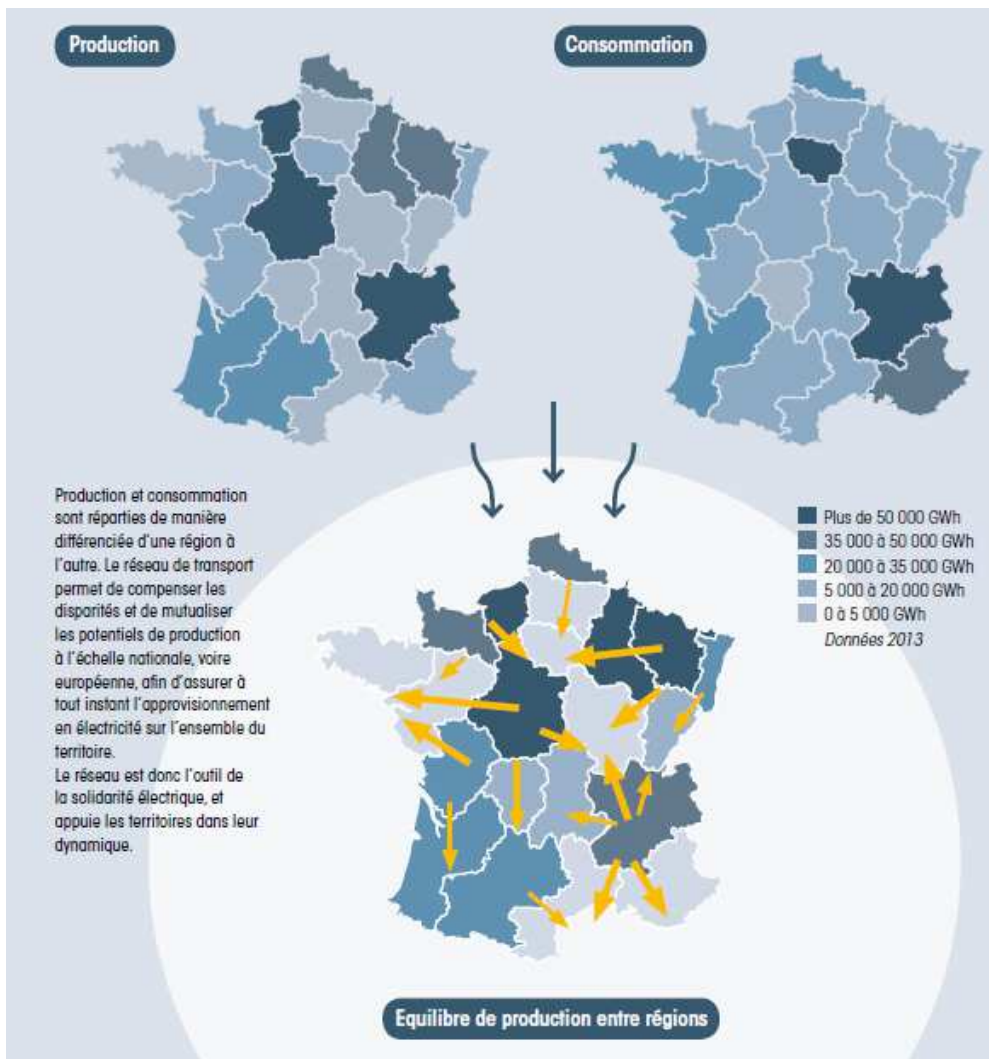 Production
Consommation
Production et consommation
sont réparties de manière
différenciée d'une région à
l'autre. Le réseau de transport
permet de compenser les
disparités et de mutualiser
les potentiels de production
à l'échelle nationale, voire
européenne, afin d'assurer à
tout instant l'approvisionnement
en électricité sur l'ensemble du
territoire.
Le réseau est donc l'outil de
la solidarité électrique, et
appuie les territoires dans leur
dynamique.
Plus de 50 000 GWh
35 000 à 50 000 GWh
20 000 à 35 000 GWh
5 000 à 20 000 GWh
0 à 5 000 GWh
Données 2013
Equilibre de production entre régions